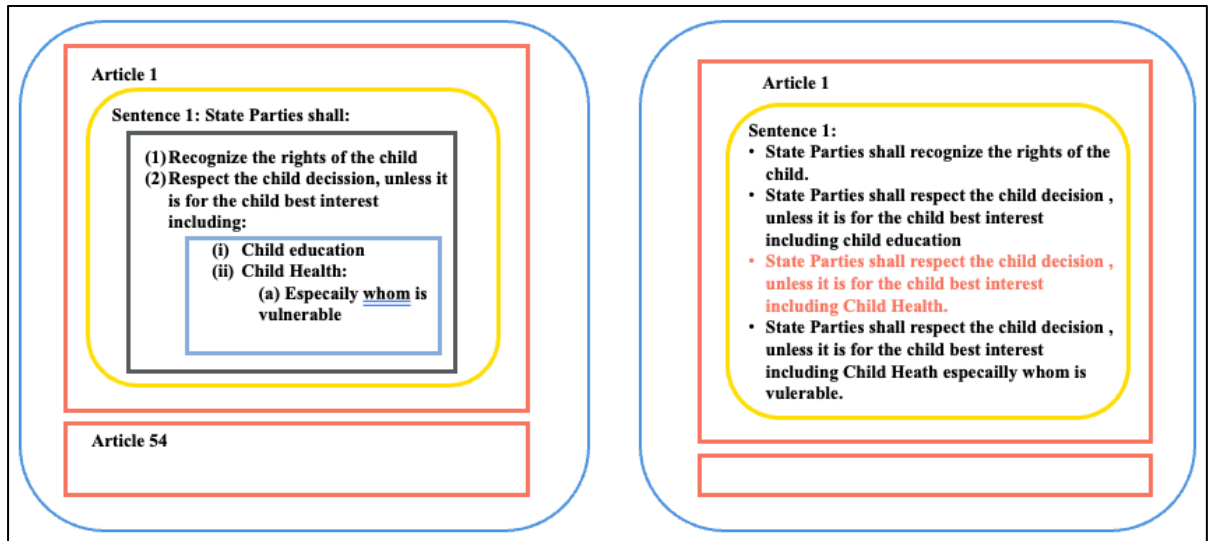 Article 1
Sentence 1: State Parties shall:
(1) Recognize the rights of the child
(2) Respect the child decission, unless it
is for the child best interest
including:
(i) Child education
(ii) Child Health:
(a) Especaily whom is
vulnerable
Article 54
Article 1
Sentence 1:
• State Parties shall recognize the rights of the
child.
• State Parties shall respect the child decision ,
unless it is for the child best interest
including child education
• State Parties shall respect the child decision ,
unless it is for the child best interest
including Child Health.
• State Parties shall respect the child decision ,
unless it is for the child best interest
including Child Heath especailly whom is
vulerable.